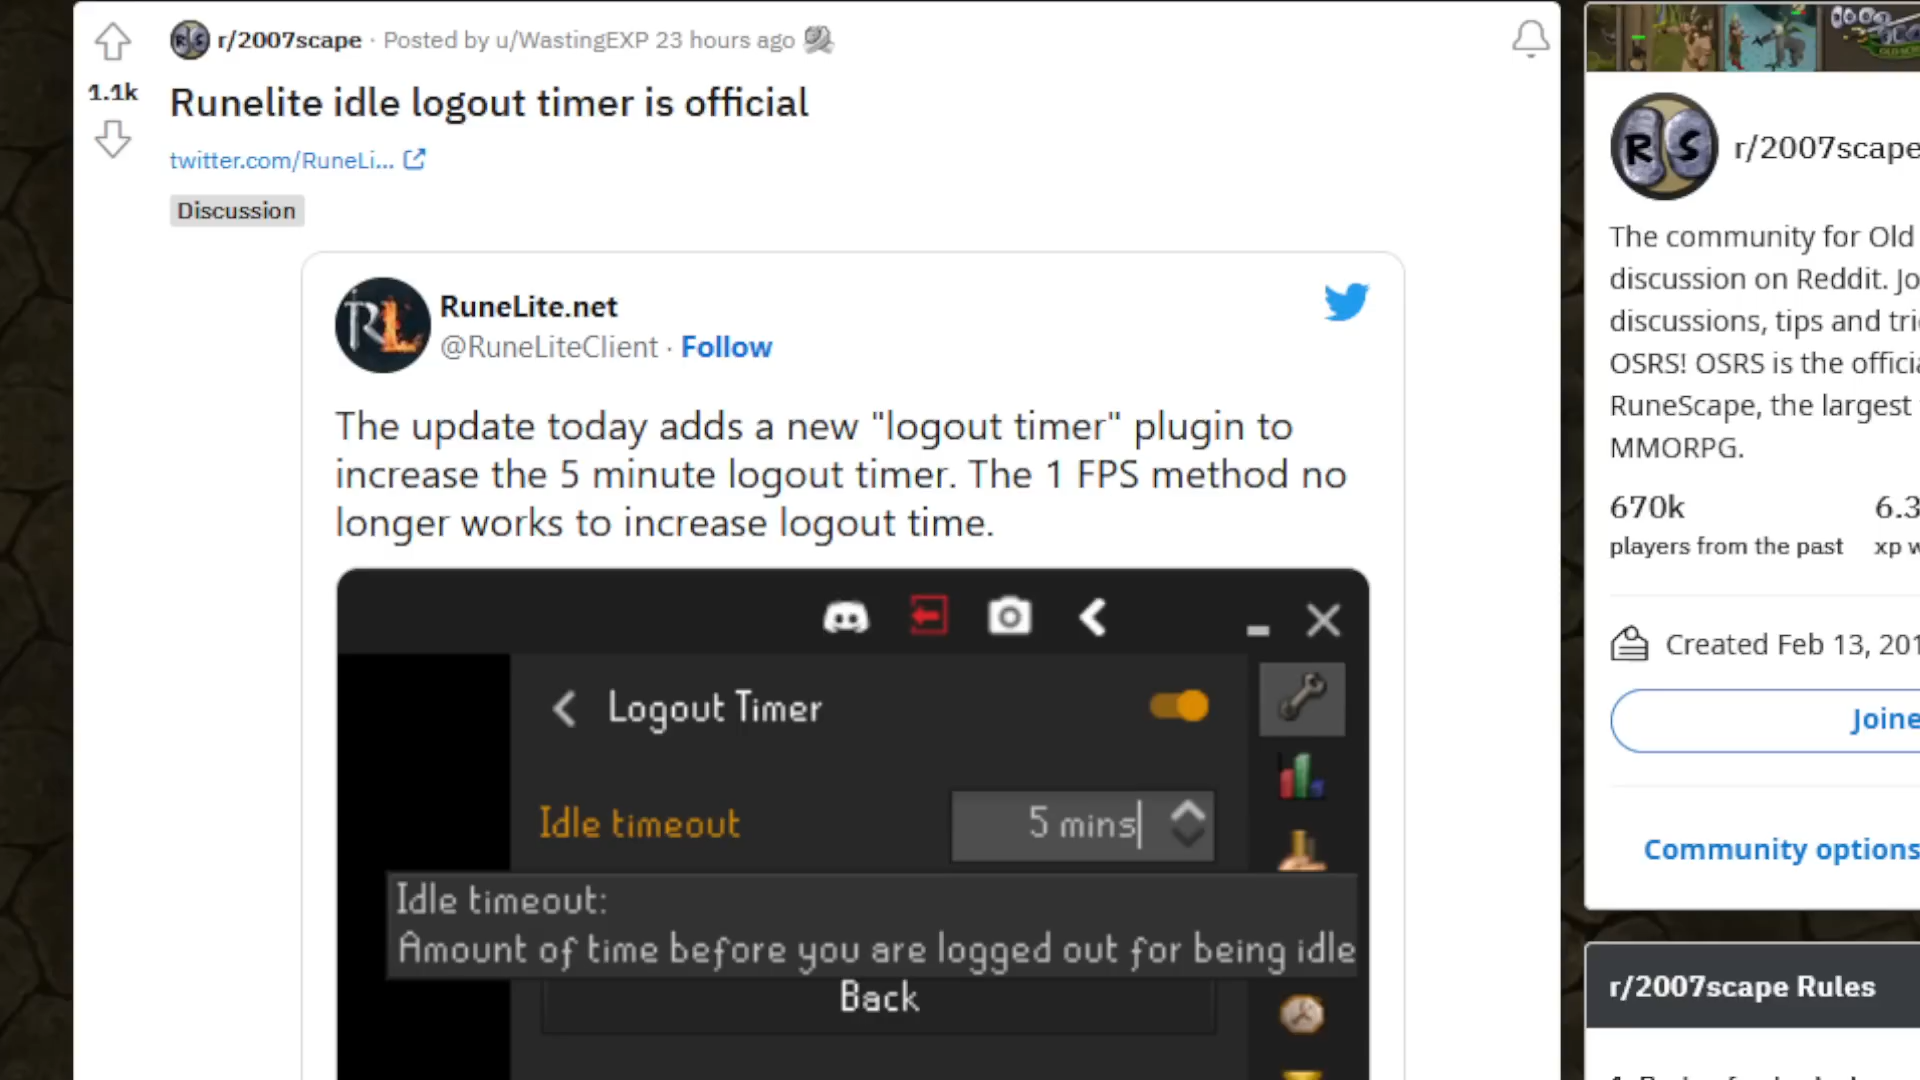 r/2007scape · Posted by u/WastingEXP 23 hours ago
1.1k
Runelite idle logout timer is official
twitter.com/RuneLi...
Discussion
RuneLite.net
@RuneLiteClient · Follow
The update today adds a new "logout timer" plugin to
increase the 5 minute logout timer. The 1 FPS method no
longer works to increase logout time.
Logout Timer
Idle timeout 5 mins
Idle timeout:
Amount of time before you are logged out for being idle
Back
RS
r/2007scape
The community for Old
discussion on Reddit. Jo
discussions, tips and tri
OSRS! OSRS is the offici
RuneScape, the largest
MMORPG.
670k 6.3
players from the past xp w
Created Feb 13, 201
Joine
Community options
r/2007scape Rules